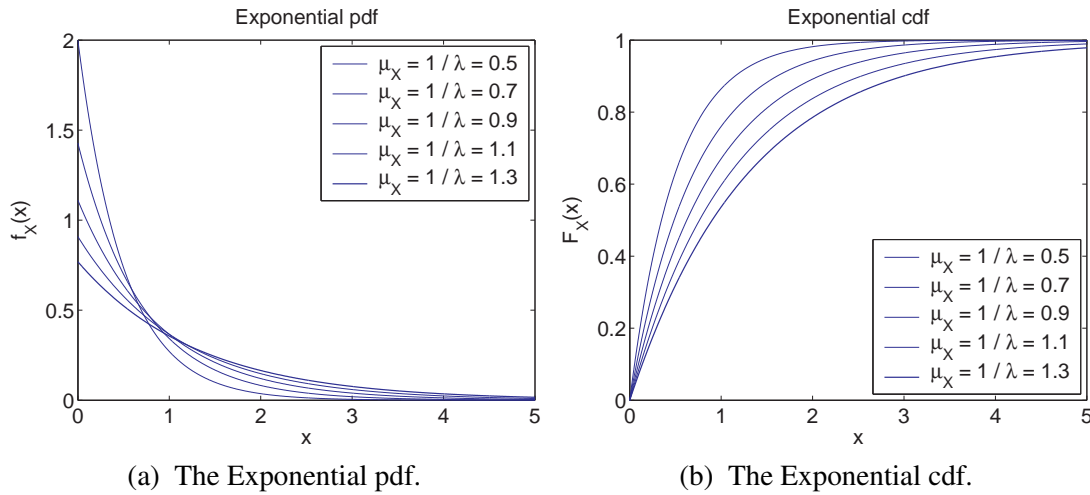 Exponential pdf
2
1.5
1
0.5
0
f_X(x)
μ_X = 1 / λ = 0.5
μ_X = 1 / λ = 0.7
μ_X = 1 / λ = 0.9
μ_X = 1 / λ = 1.1
μ_X = 1 / λ = 1.3
0 1 2 3 4 5
x
(a) The Exponential pdf.
Exponential cdf
1
0.8
0.6
0.4
0.2
0
F_X(x)
μ_X = 1 / λ = 0.5
μ_X = 1 / λ = 0.7
μ_X = 1 / λ = 0.9
μ_X = 1 / λ = 1.1
μ_X = 1 / λ = 1.3
0 1 2 3 4 5
x
(b) The Exponential cdf.